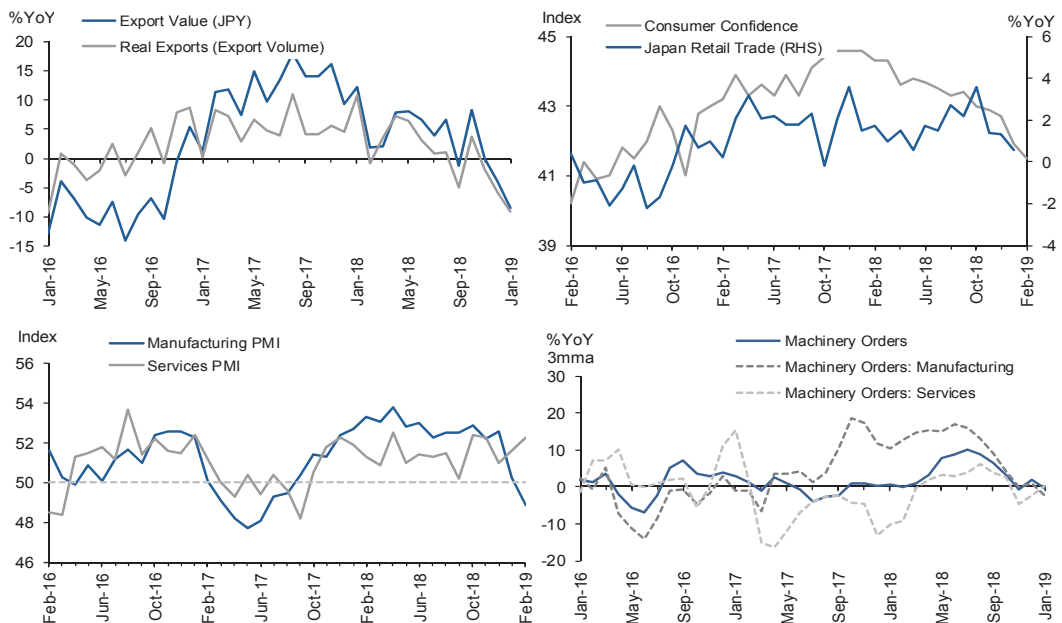 %YoY
Export Value (JPY)
Real Exports (Export Volume)
20
15
10
5
0
-5
-10
-15
Jan-16
May-16
Sep-16
Jan-17
May-17
Sep-17
Jan-18
May-18
Sep-18
Jan-19
Index
Consumer Confidence
Japan Retail Trade (RHS)
%YoY
45
43
41
39
6
4
2
0
-2
-4
Feb-16
Jun-16
Oct-16
Feb-17
Jun-17
Oct-17
Feb-18
Jun-18
Oct-18
Feb-19
Index
Manufacturing PMI
Services PMI
56
54
52
50
48
46
Feb-16
Jun-16
Oct-16
Feb-17
Jun-17
Oct-17
Feb-18
Jun-18
Oct-18
Feb-19
%YoY
3mma
Machinery Orders
Machinery Orders: Manufacturing
Machinery Orders: Services
30
20
10
0
-10
-20
Jan-16
May-16
Sep-16
Jan-17
May-17
Sep-17
Jan-18
May-18
Sep-18
Jan-19